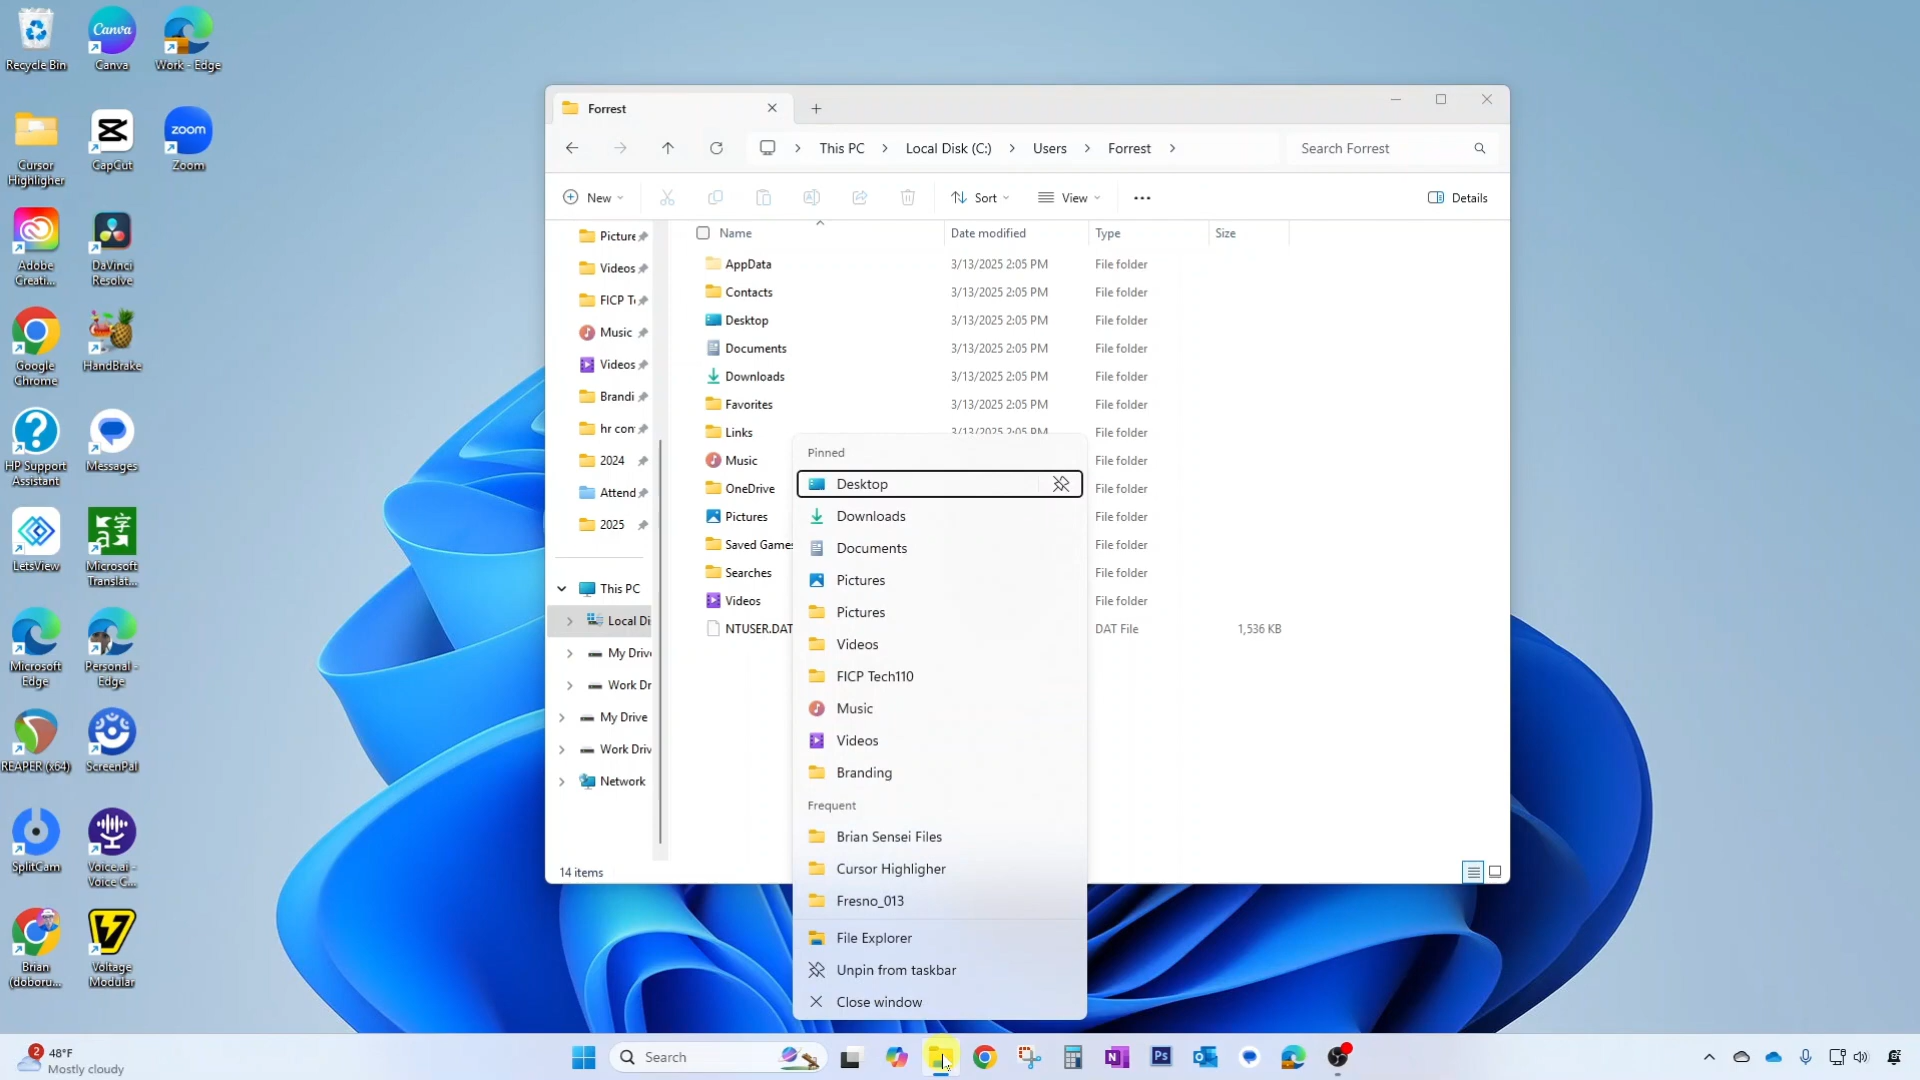 Recycle Bin
Canva
Work - Edge
Cursor
Highligher
CapCut
zoom
Zoom
Adobe
Creati...
DaVinci
Resolve
Google
Chrome
HandBrake
HP Support
Assistant
Messages
LetsView
Microsoft
Translat...
Microsoft
Edge
Personal -
Edge
REAPER (x64)
ScreenPal
SplitCam
Voice.ai -
Voice C...
Brian
(doboru...
Voltage
Modular
Forrest
This PC
Local Disk (C:)
Users
Forrest
Search Forrest
New
Sort
View
Details
Name
Date modified
Type
Size
Picture
Videos
FICP T
Music
Videos
Brandi
hr con
2024
Attend
2025
This PC
Local Di
My Drive
Work Dr
My Drive
Work Driv
Network
AppData 3/13/2025 2:05 PM File folder
Contacts 3/13/2025 2:05 PM File folder
Desktop 3/13/2025 2:05 PM File folder
Documents 3/13/2025 2:05 PM File folder
Downloads 3/13/2025 2:05 PM File folder
Favorites 3/13/2025 2:05 PM File folder
Links 3/13/2025 2:05 PM File folder
Music File folder
OneDrive File folder
Pictures File folder
Saved Games File folder
Searches File folder
Videos File folder
NTUSER.DAT DAT File 1,536 KB
14 items
Pinned
Desktop
Downloads
Documents
Pictures
Pictures
Videos
FICP Tech110
Music
Videos
Branding
Frequent
Brian Sensei Files
Cursor Highligher
Fresno_013
File Explorer
Unpin from taskbar
Close window
2
48°F
Mostly cloudy
Search